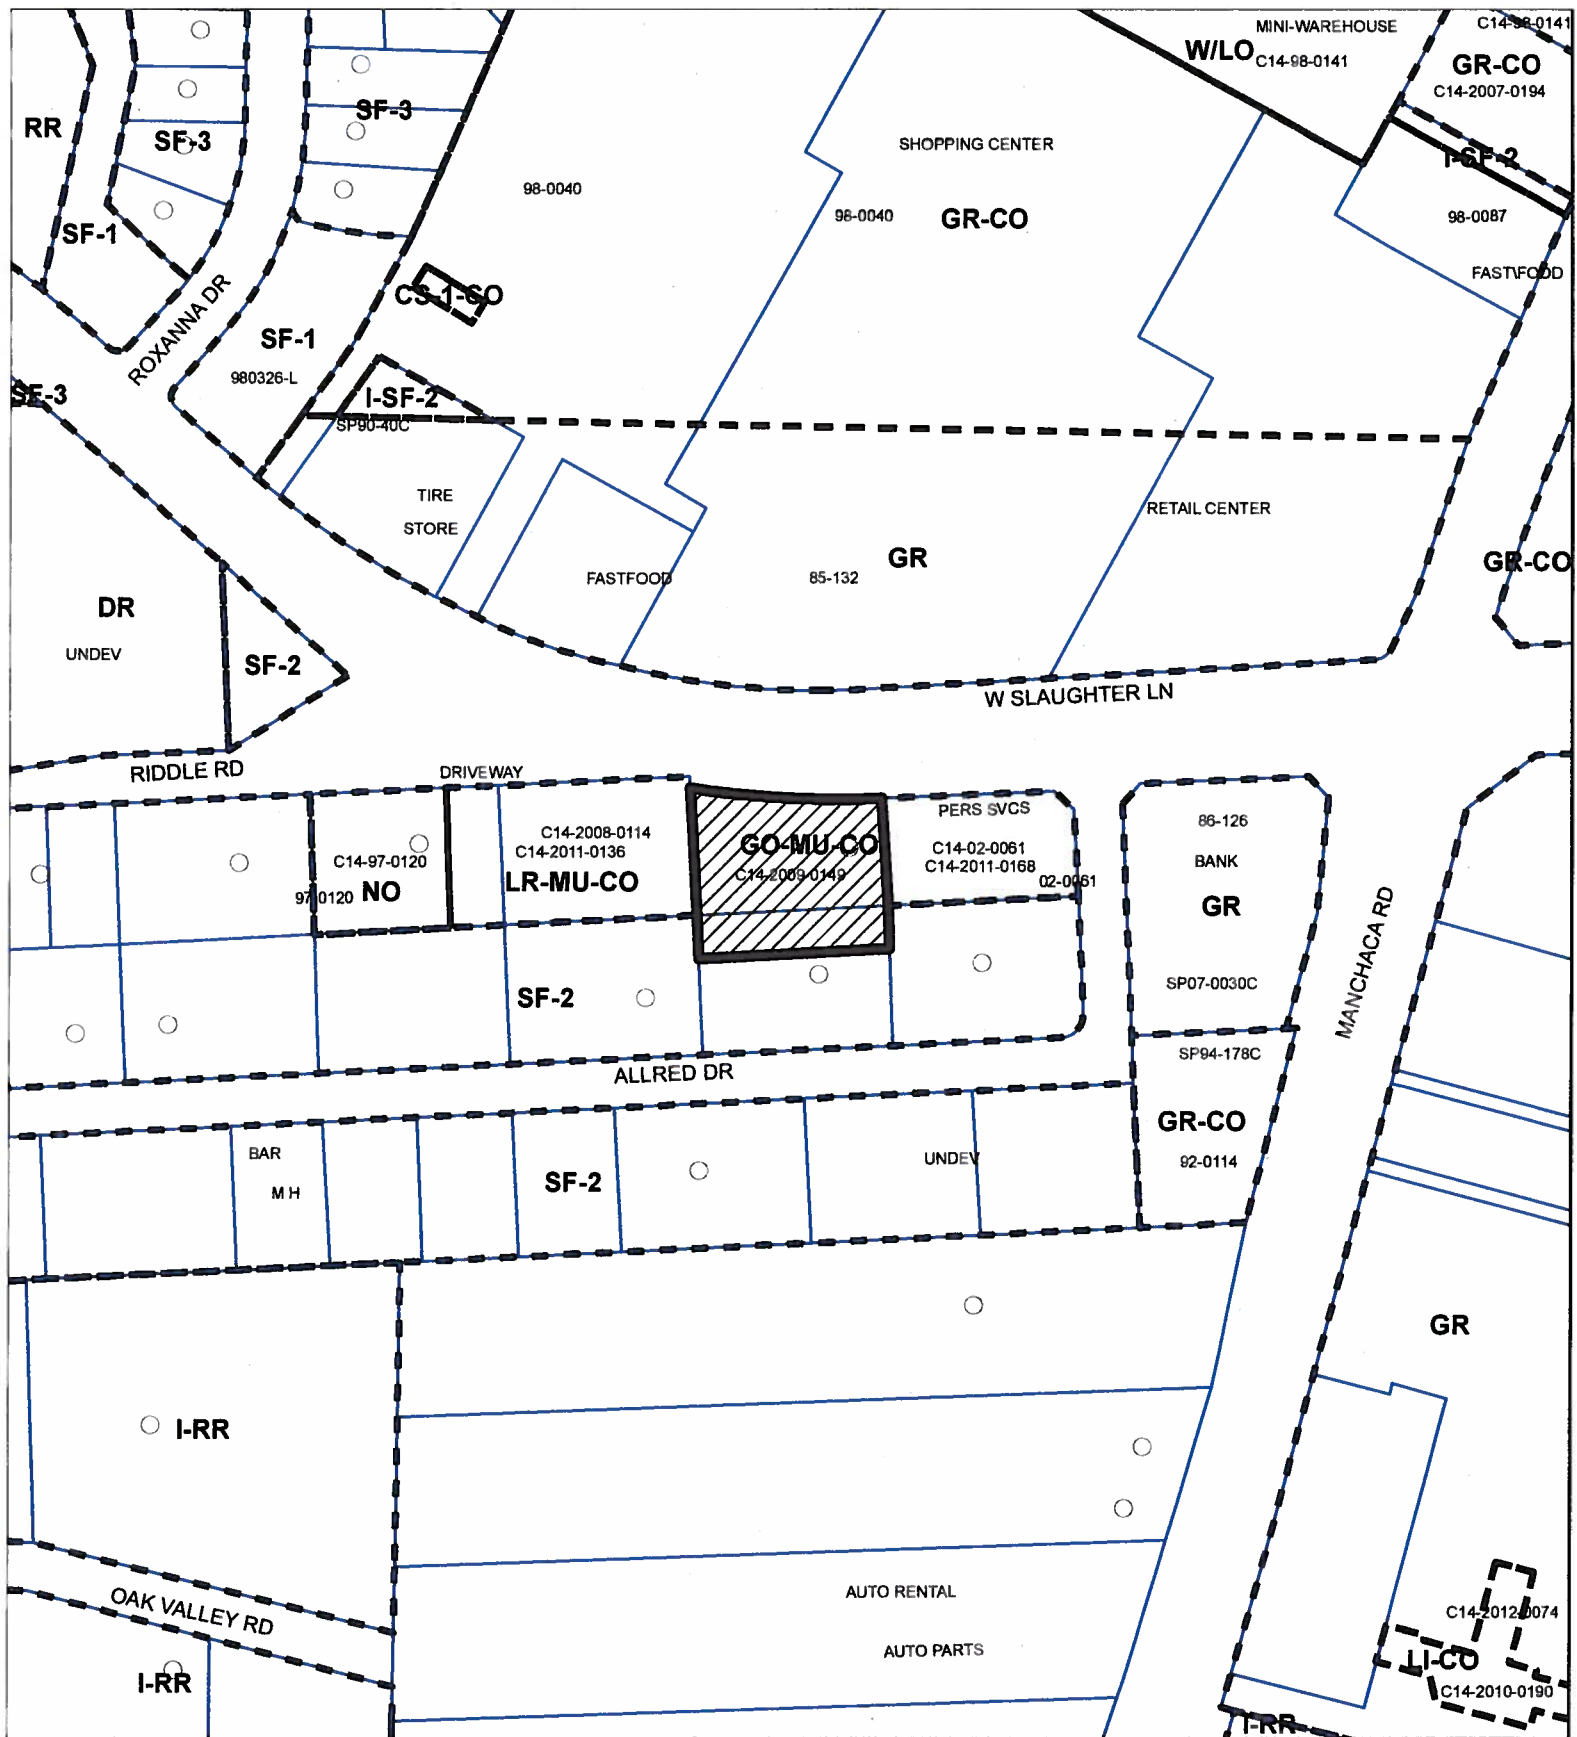 MINI-WAREHOUSE
C14-98-0141
W/LO
C14-98-0141
GR-CO
C14-2007-0194
RR
SF-3
SF-3
SHOPPING CENTER
I-SF-2
98-0040
98-0040
GR-CO
98-0087
SF-1
FASTFOOD
ROXANNA DR
CS-1-CO
SF-1
980326-L
SF-3
I-SF-2
SP90-40C
TIRE
STORE
RETAIL CENTER
FASTFOOD
85-132
GR
GR-CO
DR
UNDEV
SF-2
W SLAUGHTER LN
RIDDLE RD
DRIVEWAY
PERS SVCS
86-126
C14-2008-0114
C14-2011-0136
GO-MU-CO
C14-2009-0149
C14-02-0061
C14-2011-0168
02-0061
BANK
C14-97-0120
97-0120
NO
LR-MU-CO
GR
MANCHACA RD
SF-2
SP07-0030C
SP94-178C
ALLRED DR
GR-CO
92-0114
BAR
M H
SF-2
UNDEV
GR
I-RR
OAK VALLEY RD
AUTO RENTAL
AUTO PARTS
C14-2012-0074
LI-CO
C14-2010-0190
I-RR
I-RR